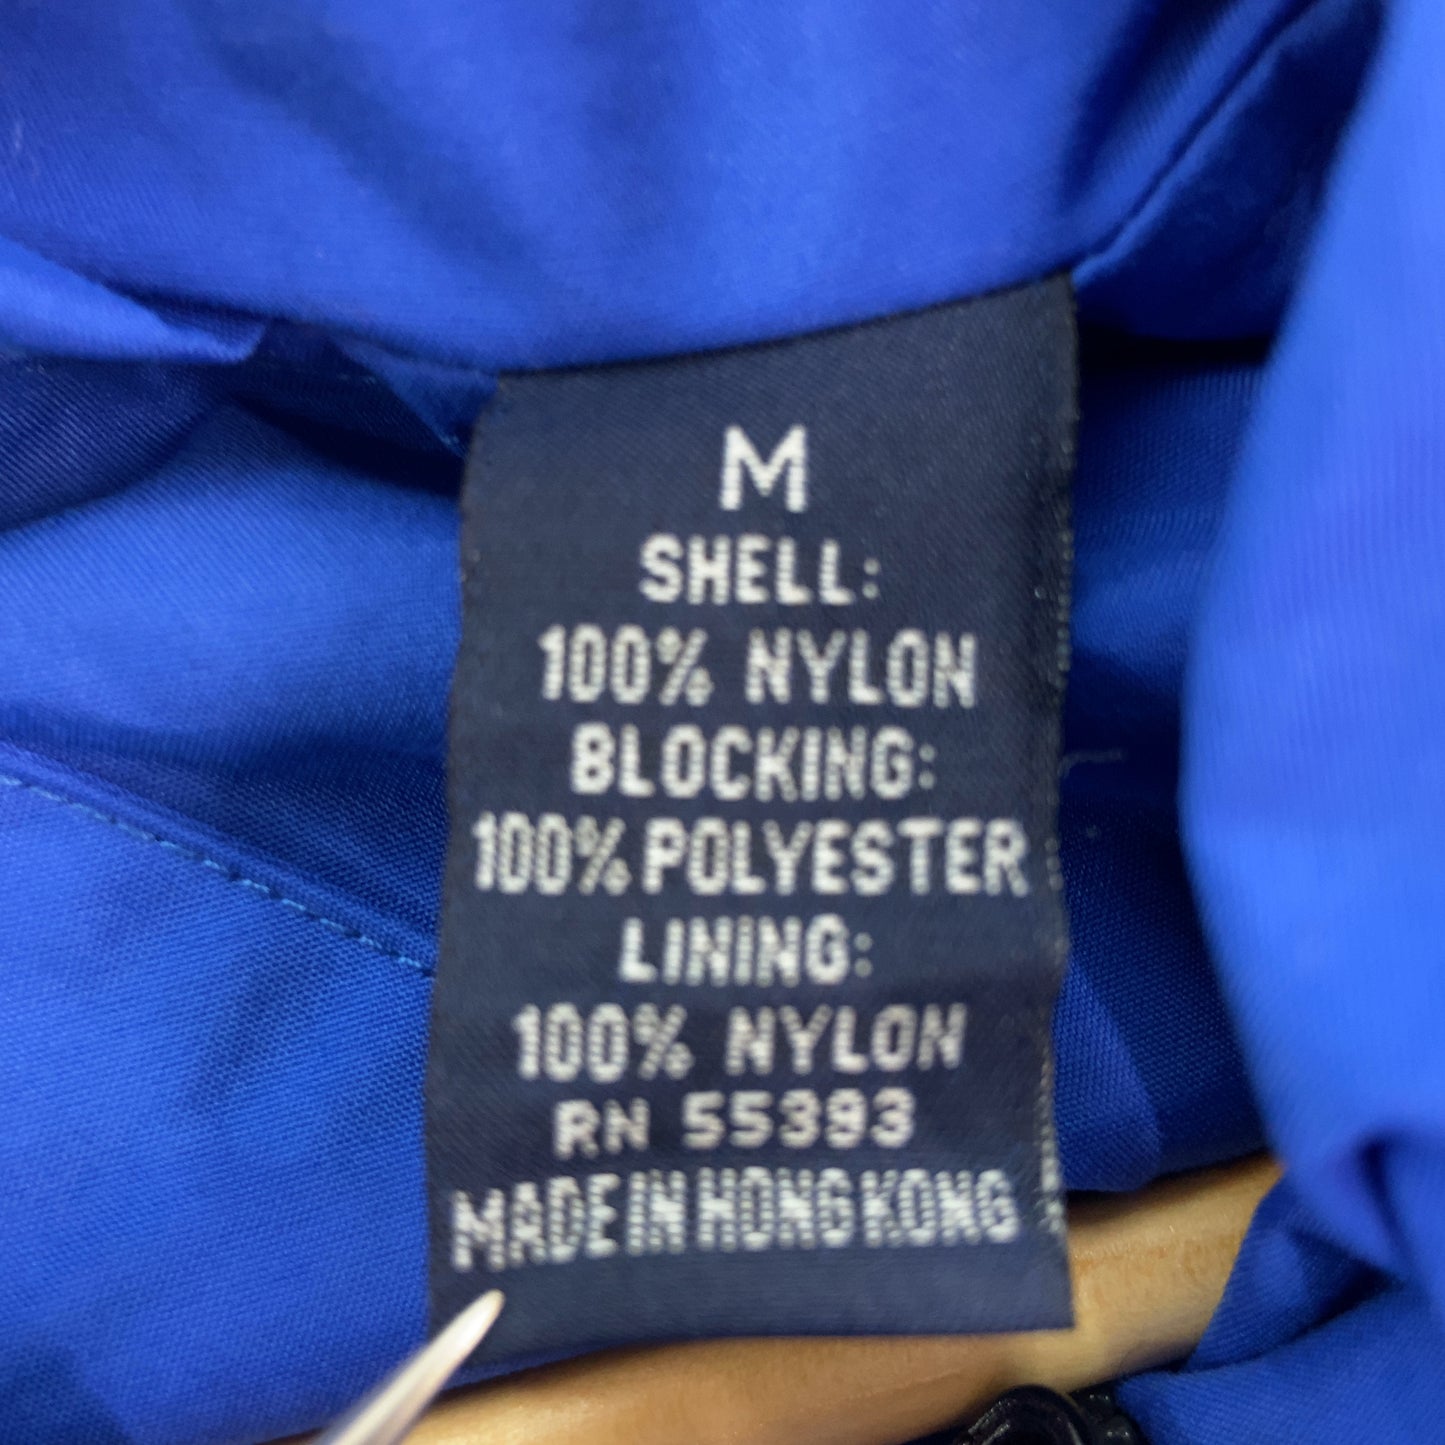 M
SHELL:
100% NYLON
BLOCKING:
100% POLYESTER
LINING:
100% NYLON
RN 55393
MADE IN HONG KONG